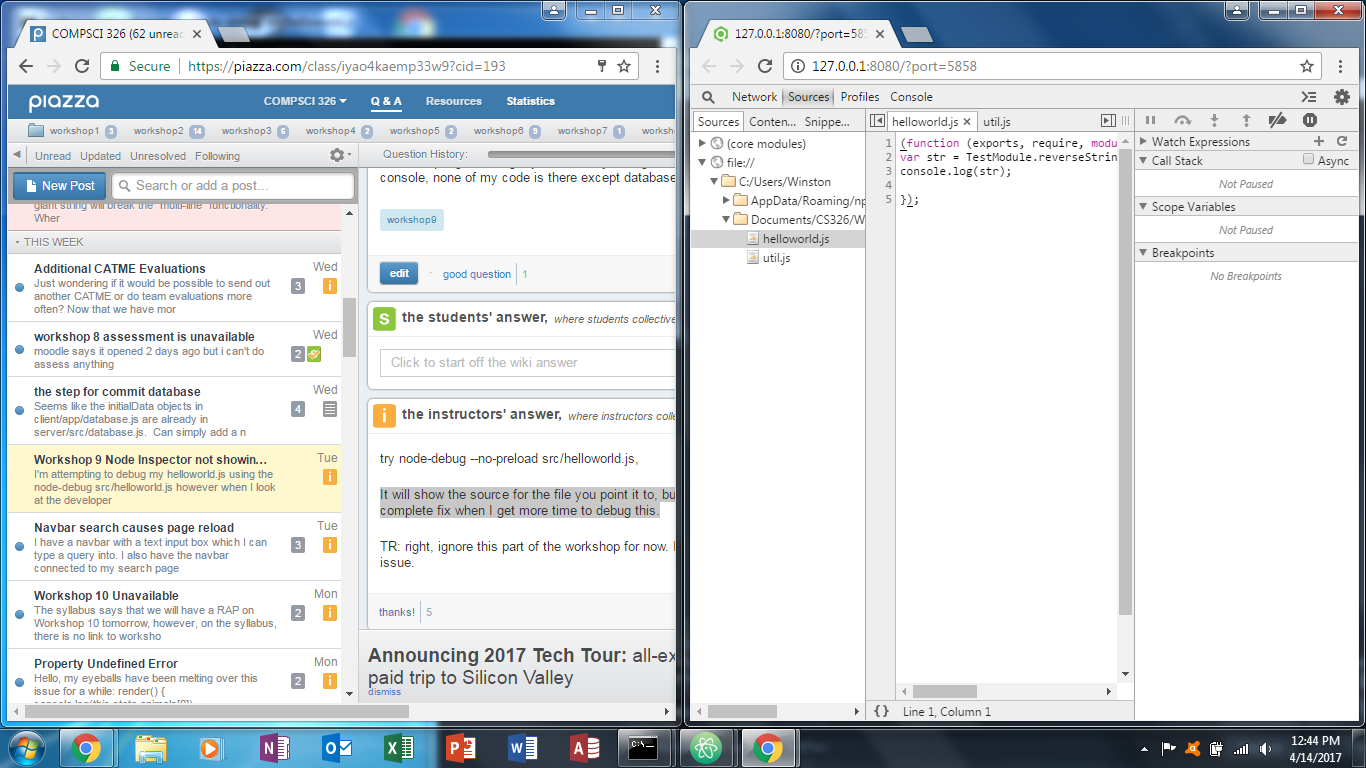 COMPSCI 326 (62 unread
Secure
https://piazza.com/class/iyao4kaemp33w9?cid=193
piazza
COMPSCI 326
Q & A
Resources
Statistics
workshop1 3
workshop2 14
workshop3 6
workshop4 2
workshop5 2
workshop6 9
workshop7 1
worksh
Unread Updated Unresolved Following
Question History:
New Post
Search or add a post...
giant string will break the "multi-line" functionality.
Wher
THIS WEEK
Additional CATME Evaluations
Wed
Just wondering if it would be possible to send out
another CATME or do team evaluations more
often? Now that we have mor
3
i
workshop 8 assessment is unavailable
Wed
moodle says it opened 2 days ago but i can't do
assess anything
2
the step for commit database
Wed
Seems like the initialData objects in
client/app/database.js are already in
server/src/database.js. Can simply add a n
4
Workshop 9 Node Inspector not showin…
Tue
I'm attempting to debug my helloworld.js using the
node-debug src/helloworld.js however when I look
at the developer
i
Navbar search causes page reload
Tue
I have a navbar with a text input box which I can
type a query into. I also have the navbar
connected to my search page
3
i
Workshop 10 Unavailable
Mon
The syllabus says that we will have a RAP on
Workshop 10 tomorrow, however, on the syllabus,
there is no link to worksho
2
i
Property Undefined Error
Mon
Hello, my eyeballs have been melting over this
issue for a while: render() {
2
i
console, none of my code is there except database
workshop9
edit
·
good question
1
S
the students' answer,
where students collective
Click to start off the wiki answer
i
the instructors' answer,
where instructors colle
try node-debug --no-preload src/helloworld.js,
It will show the source for the file you point it to, bu
complete fix when I get more time to debug this.
TR: right, ignore this part of the workshop for now.
issue.
thanks!
5
Announcing 2017 Tech Tour: all-ex
paid trip to Silicon Valley
dismiss
127.0.0.1:8080/?port=585
127.0.0.1:8080/?port=5858
Network Sources Profiles Console
Sources
Conten...
Snippe...
(core modules)
file://
C:/Users/Winston
AppData/Roaming/np
Documents/CS326/W
helloworld.js
util.js
helloworld.js
util.js
1 (function (exports, require, modu
2 var str = TestModule.reverseStrin
3 console.log(str);
4
5 });
Watch Expressions
Call Stack
Async
Not Paused
Scope Variables
Not Paused
Breakpoints
No Breakpoints
{ }
Line 1, Column 1
12:44 PM
4/14/2017